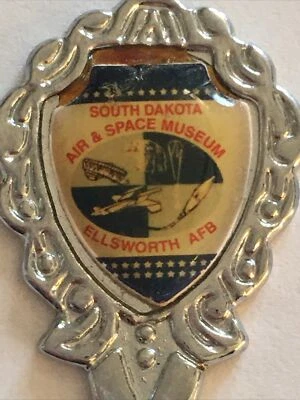 SOUTH DAKOTA
AIR & SPACE MUSEUM
ELLSWORTH AFB